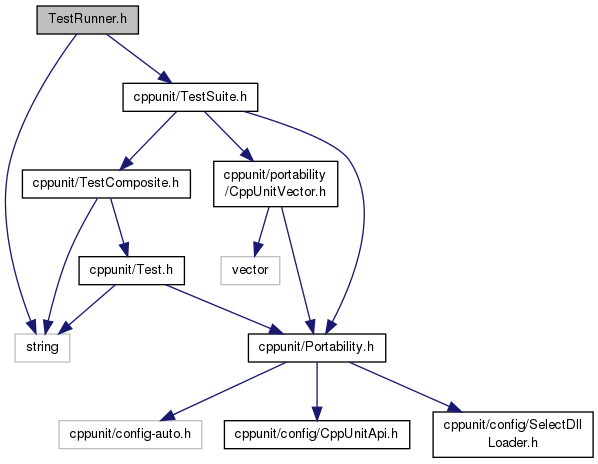 TestRunner.h
cppunit/TestSuite.h
cppunit/TestComposite.h
cppunit/portability
/CppUnitVector.h
cppunit/Test.h
vector
string
cppunit/Portability.h
cppunit/config-auto.h
cppunit/config/CppUnitApi.h
cppunit/config/SelectDll
Loader.h